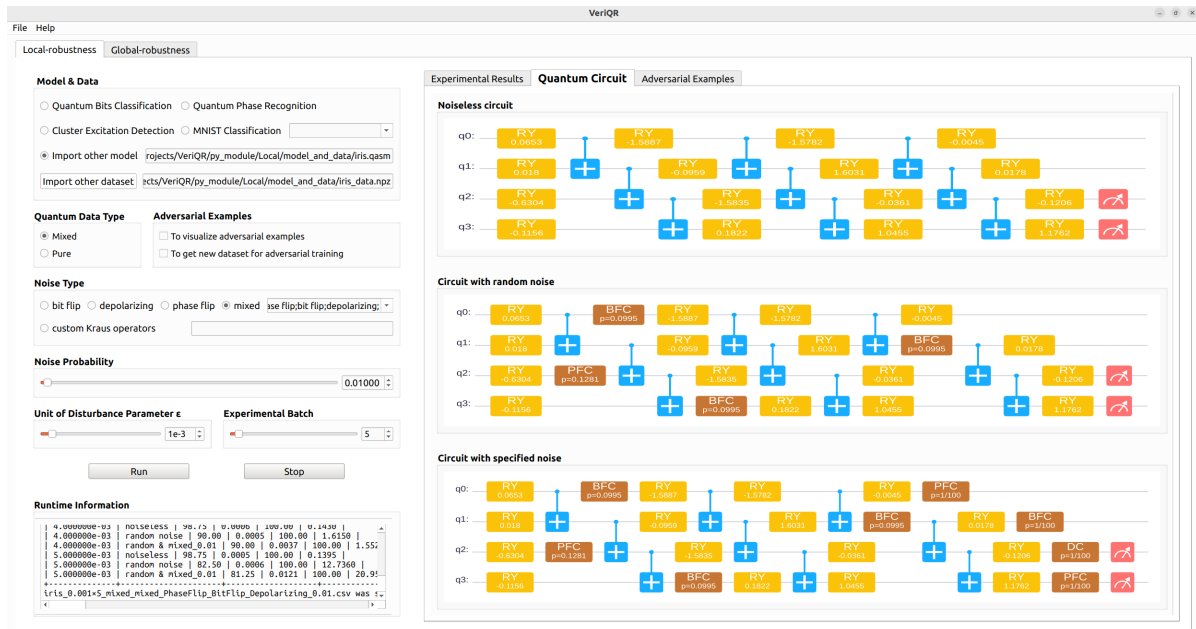 VeriQR
File Help
Local-robustness Global-robustness
Model & Data
Quantum Bits Classification Quantum Phase Recognition
Cluster Excitation Detection MNIST Classification
Import other model rojects/VeriQR/py_module/Local/model_and_data/iris.qasm
Import other dataset ects/VeriQR/py_module/Local/model_and_data/iris_data.npz
Quantum Data Type Adversarial Examples
Mixed To visualize adversarial examples
Pure To get new dataset for adversarial training
Noise Type
bit flip depolarizing phase flip mixed ase flip;bit flip;depolarizing;
custom Kraus operators
Noise Probability
0.01000
Unit of Disturbance Parameter ε Experimental Batch
1e-3 5
Run Stop
Runtime Information
| 4.000000e-03 | noiseless | 98.75 | 0.0006 | 100.00 | 0.1430 |
| 4.000000e-03 | random noise | 90.00 | 0.0005 | 100.00 | 1.6150 |
| 4.000000e-03 | random & mixed_0.01 | 90.00 | 0.0037 | 100.00 | 1.552
| 5.000000e-03 | noiseless | 98.75 | 0.0005 | 100.00 | 0.1395 |
| 5.000000e-03 | random noise | 82.50 | 0.0006 | 100.00 | 12.7360 |
| 5.000000e-03 | random & mixed_0.01 | 81.25 | 0.0121 | 100.00 | 20.95
iris_0.001×5_mixed_mixed_PhaseFlip_BitFlip_Depolarizing_0.01.csv was s
Experimental Results Quantum Circuit Adversarial Examples
Noiseless circuit
q0: RY RY RY RY
0.0653 -1.5887 -1.5782 -0.0045
q1: RY RY RY RY
0.018 -0.0959 1.6031 0.0178
q2: RY RY RY RY
-0.6304 -1.5835 -0.0361 -0.1206
q3: RY RY RY RY
-0.1156 0.1822 1.0455 1.1762
Circuit with random noise
q0: RY BFC RY RY RY
0.0653 p=0.0995 -1.5887 -1.5782 -0.0045
q1: RY RY RY BFC RY
0.018 -0.0959 1.6031 p=0.0995 0.0178
q2: RY PFC RY RY RY
-0.6304 p=0.1281 -1.5835 -0.0361 -0.1206
q3: RY BFC RY RY RY
-0.1156 p=0.0995 0.1822 1.0455 1.1762
Circuit with specified noise
q0: RY BFC RY RY RY PFC
0.0653 p=0.0995 -1.5887 -1.5782 -0.0045 p=1/100
q1: RY RY RY BFC RY BFC
0.018 -0.0959 1.6031 p=0.0995 0.0178 p=1/100
q2: RY PFC RY RY RY DC
-0.6304 p=0.1281 -1.5835 -0.0361 -0.1206 p=1/100
q3: RY BFC RY RY RY PFC
-0.1156 p=0.0995 0.1822 1.0455 1.1762 p=1/100